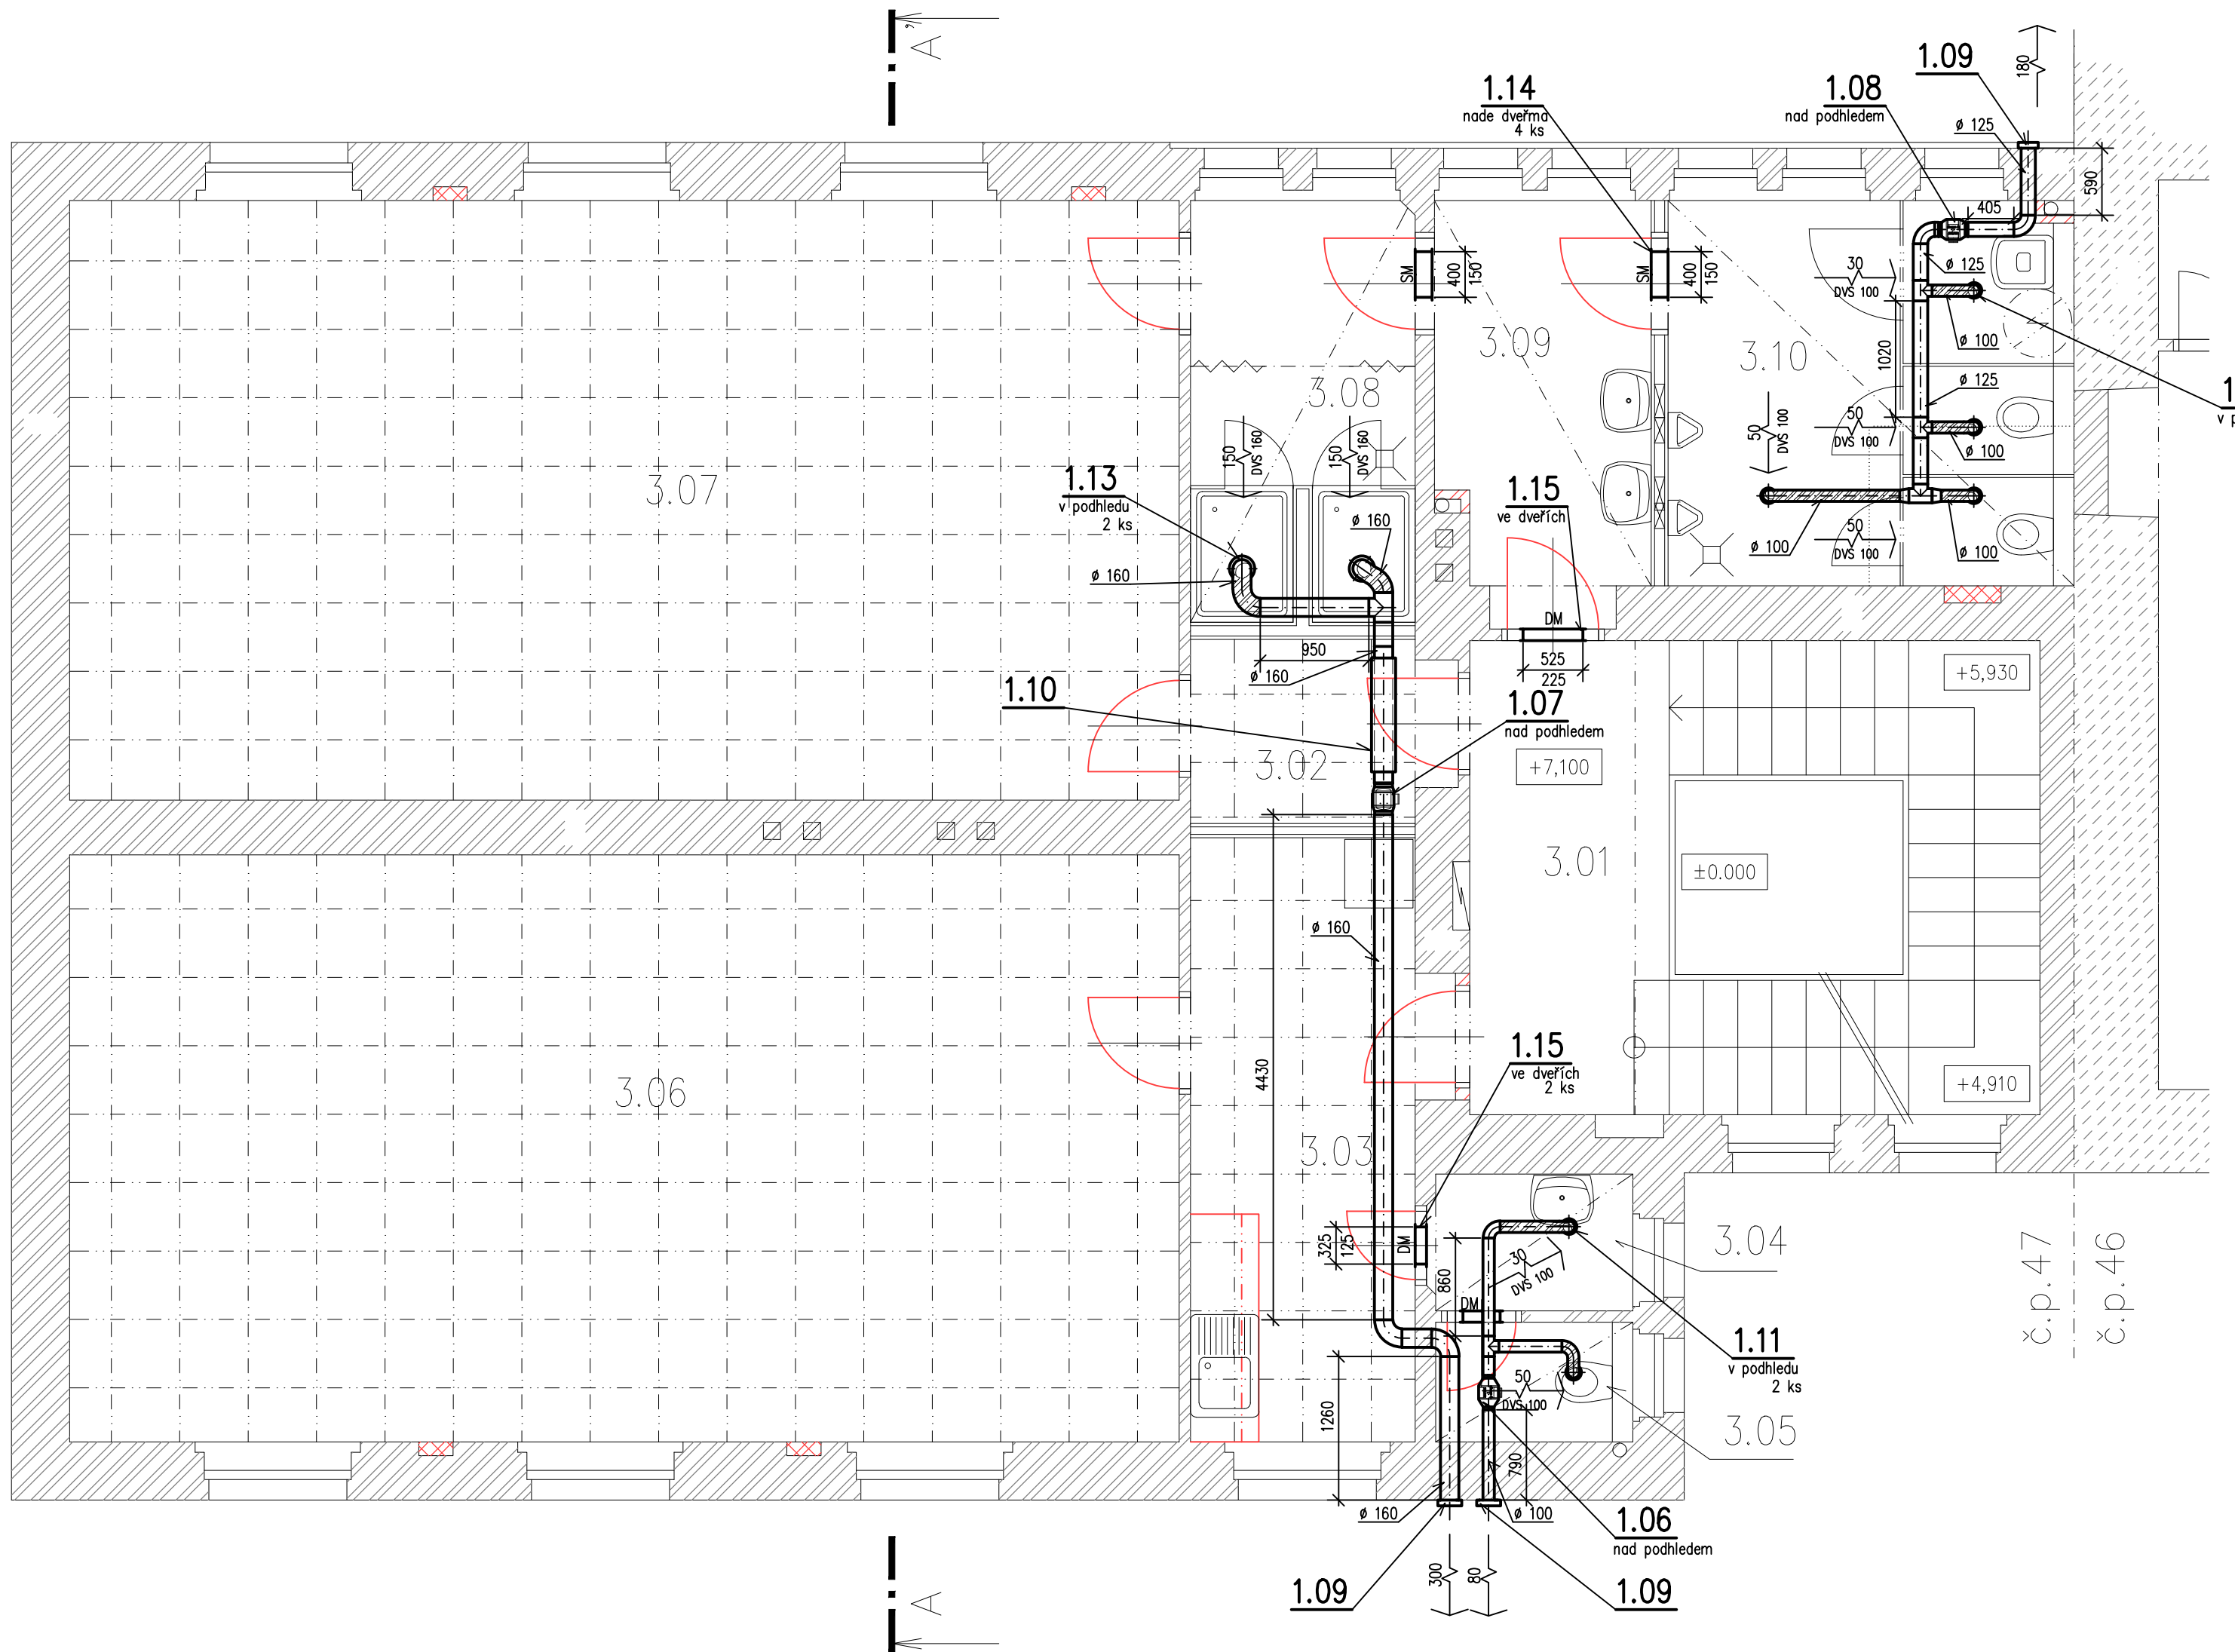 A'
180
1.09
1.14
nade dveřma
4 ks
1.08
nad podhledem
ø 125
590
405
SM
400
150
SM
400
150
30
DVS 100
ø 125
3.09
3.10
1020
ø 100
ø 125
3.08
50
DVS 100
50
DVS 100
ø 100
1
v p
150
DVS 160
150
DVS 160
3.07
1.13
v podhledu
2 ks
1.15
ve dveřích
ø 160
ø 160
ø 100
50
DVS 100
ø 100
DM
525
225
950
ø 160
+5,930
1.10
1.07
nad podhledem
3.02
+7,100
3.01
±0.000
ø 160
4430
1.15
ve dveřích
2 ks
+4,910
3.06
3.03
325
125
DM
860
30
DVS 100
3.04
č.p.47
č.p.46
DM
1.11
v podhledu
2 ks
50
DVS 100
3.05
1260
790
ø 160
ø 100
1.06
nad podhledem
300
80
1.09
1.09
A